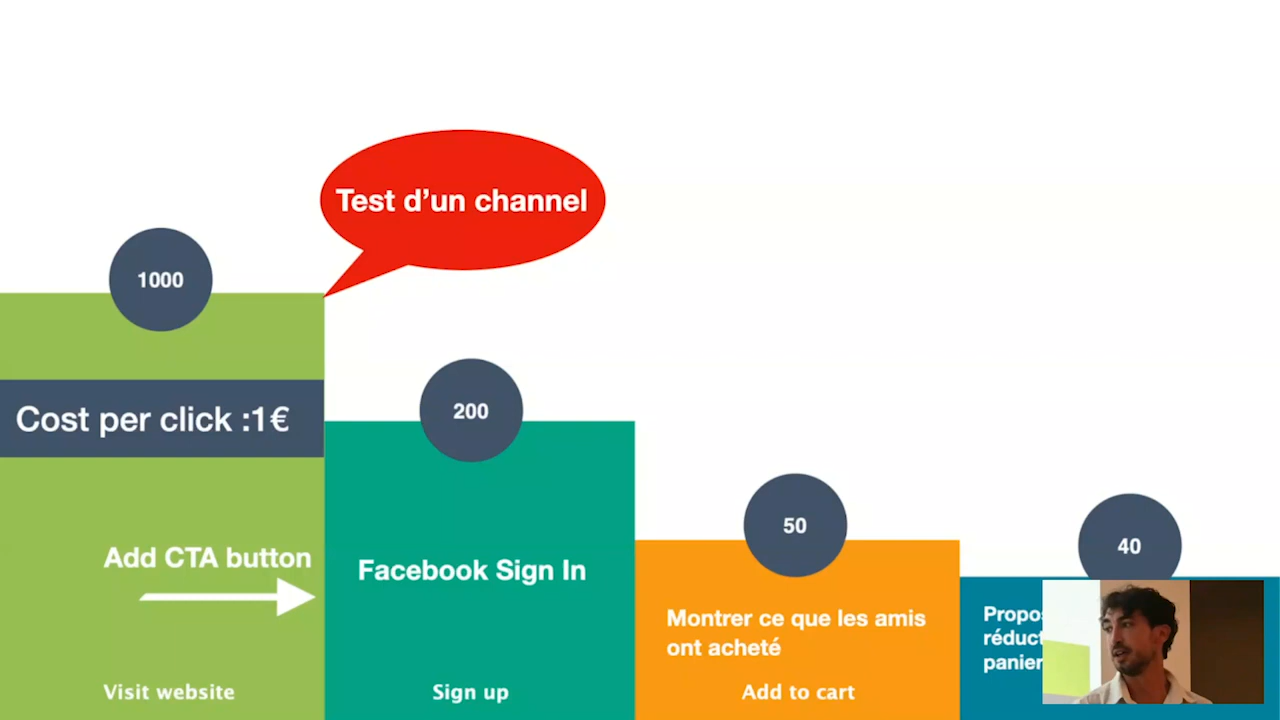 Test d’un channel
1000
Cost per click :1€
200
50
40
Add CTA button
Facebook Sign In
Montrer ce que les amis
ont acheté
Visit website
Sign up
Add to cart